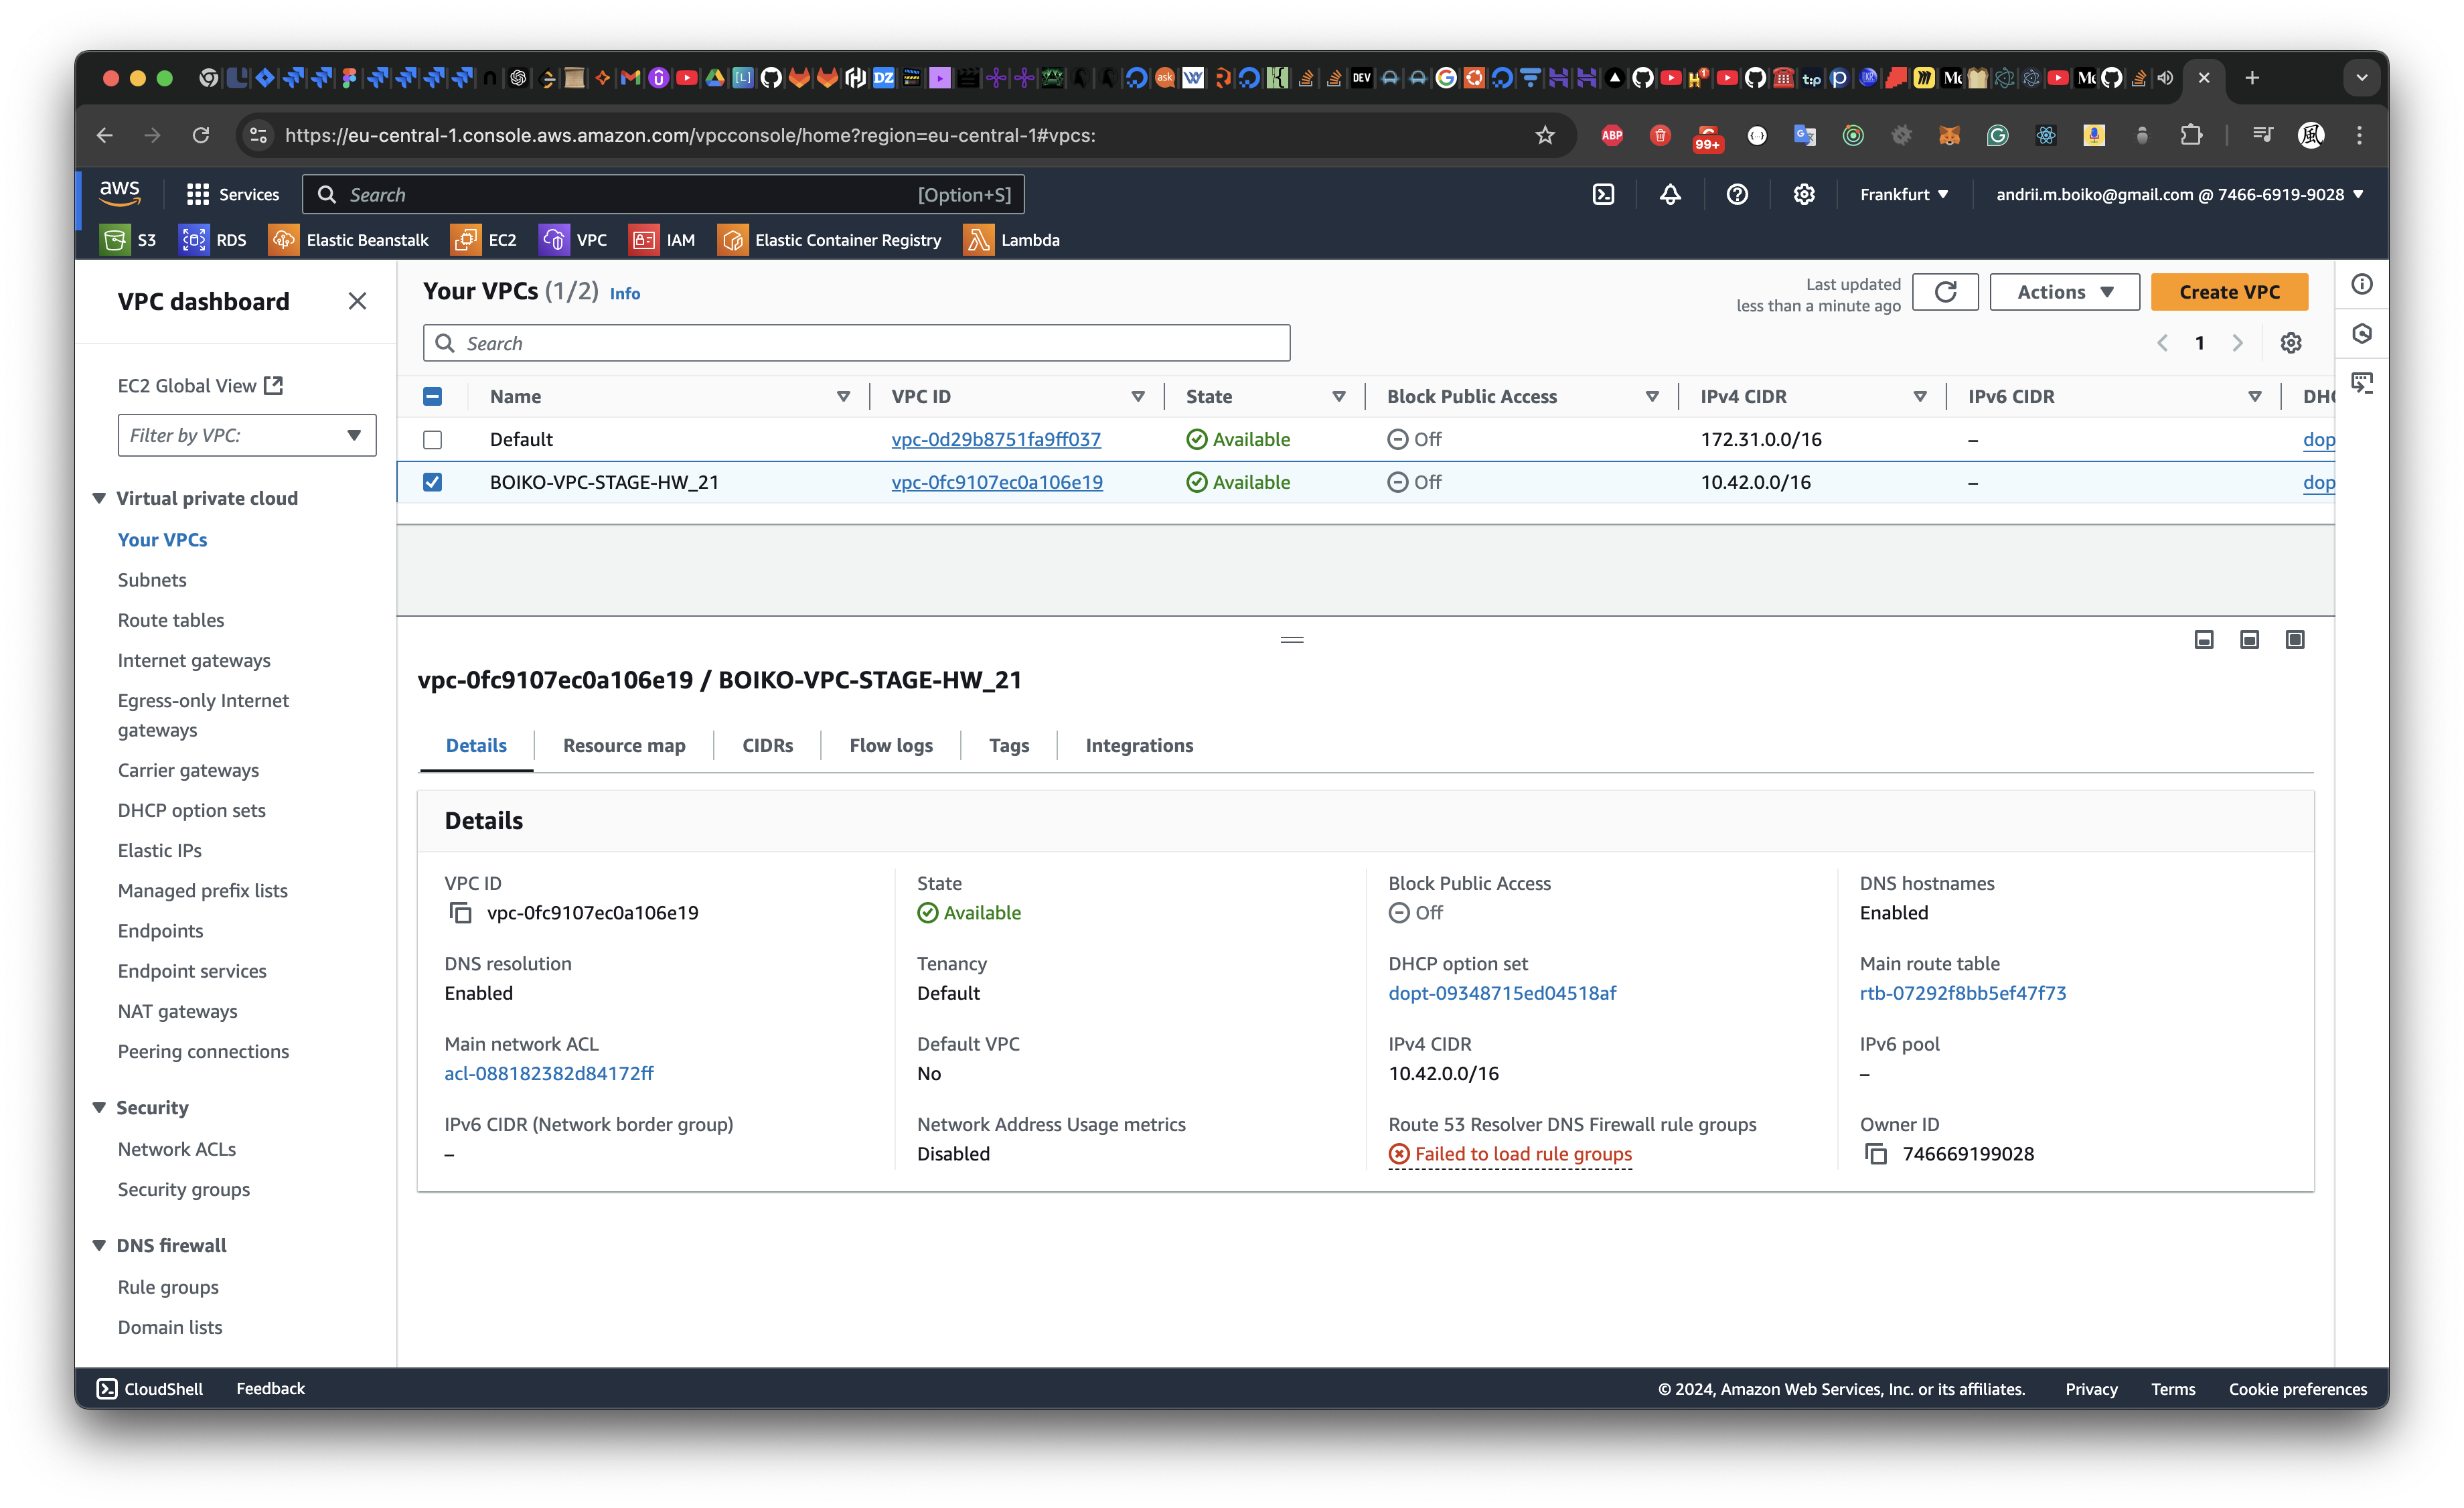 https://eu-central-1.console.aws.amazon.com/vpcconsole/home?region=eu-central-1#vpcs:
ABP
99+
aws
Services
Search
[Option+S]
Frankfurt
andrii.m.boiko@gmail.com @ 7466-6919-9028
S3
RDS
Elastic Beanstalk
EC2
VPC
IAM
Elastic Container Registry
Lambda
VPC dashboard
EC2 Global View
Filter by VPC:
Virtual private cloud
Your VPCs
Subnets
Route tables
Internet gateways
Egress-only Internet
gateways
Carrier gateways
DHCP option sets
Elastic IPs
Managed prefix lists
Endpoints
Endpoint services
NAT gateways
Peering connections
Security
Network ACLs
Security groups
DNS firewall
Rule groups
Domain lists
Your VPCs (1/2) Info
Last updated
less than a minute ago
Actions
Create VPC
Search
1
Name
VPC ID
State
Block Public Access
IPv4 CIDR
IPv6 CIDR
DHC
Default
vpc-0d29b8751fa9ff037
Available
Off
172.31.0.0/16
–
dop
BOIKO-VPC-STAGE-HW_21
vpc-0fc9107ec0a106e19
Available
Off
10.42.0.0/16
–
dop
vpc-0fc9107ec0a106e19 / BOIKO-VPC-STAGE-HW_21
Details
Resource map
CIDRs
Flow logs
Tags
Integrations
Details
VPC ID
vpc-0fc9107ec0a106e19
State
Available
Block Public Access
Off
DNS hostnames
Enabled
DNS resolution
Enabled
Tenancy
Default
DHCP option set
dopt-09348715ed04518af
Main route table
rtb-07292f8bb5ef47f73
Main network ACL
acl-088182382d84172ff
Default VPC
No
IPv4 CIDR
10.42.0.0/16
IPv6 pool
–
IPv6 CIDR (Network border group)
–
Network Address Usage metrics
Disabled
Route 53 Resolver DNS Firewall rule groups
Failed to load rule groups
Owner ID
746669199028
CloudShell
Feedback
© 2024, Amazon Web Services, Inc. or its affiliates.
Privacy
Terms
Cookie preferences